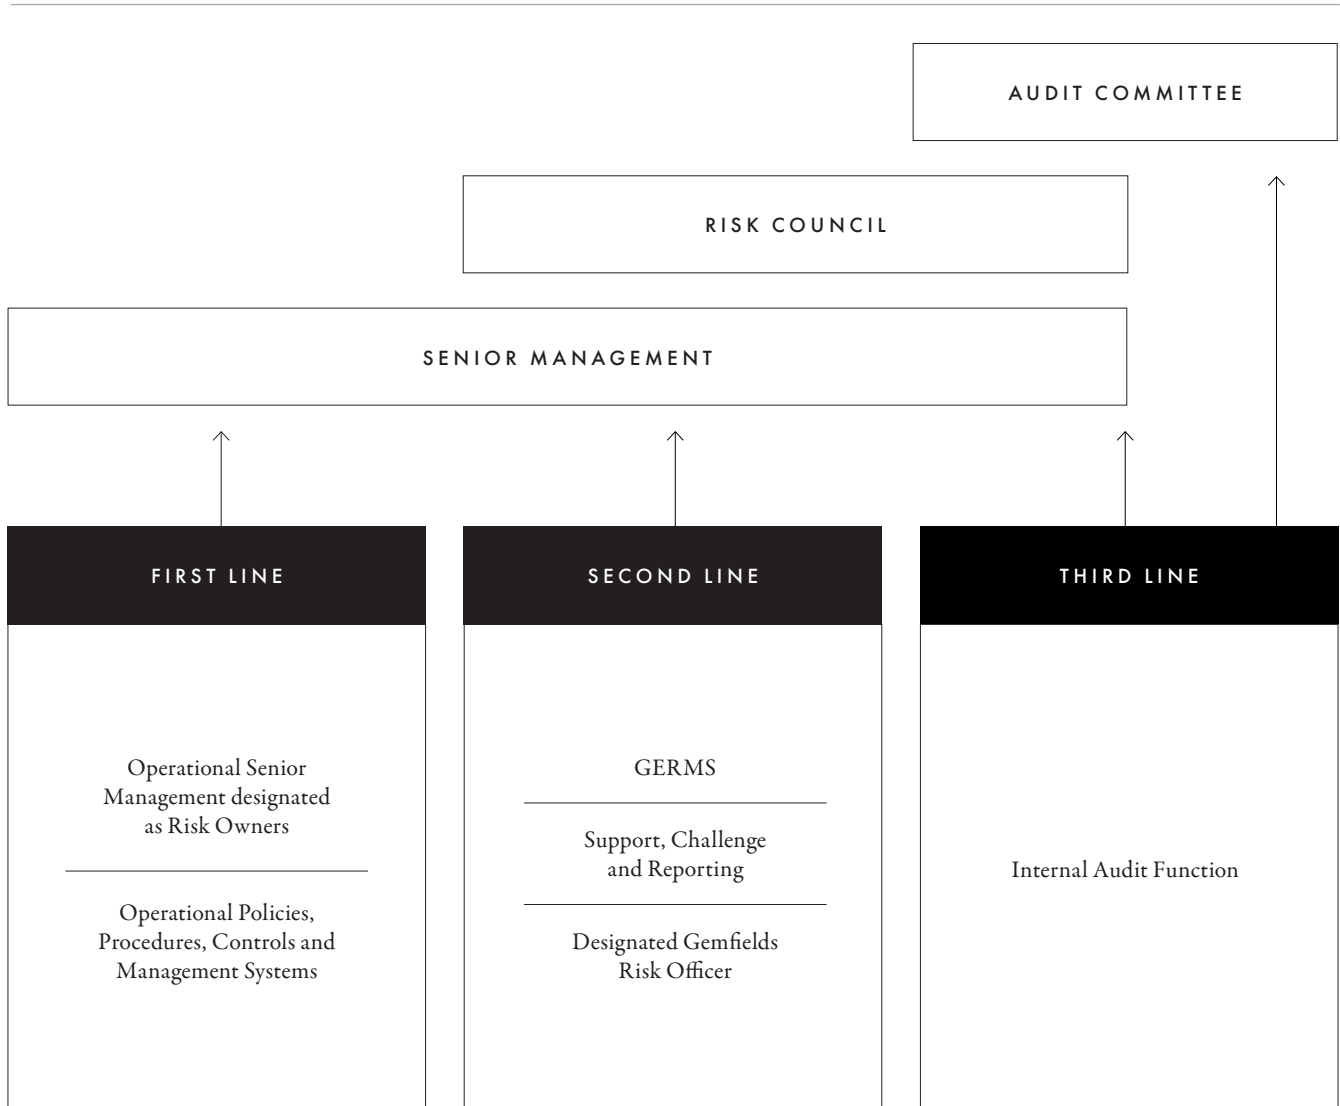 AUDIT COMMITTEE
RISK COUNCIL
SENIOR MANAGEMENT
FIRST LINE
Operational Senior
Management designated
as Risk Owners
Operational Policies,
Procedures, Controls and
Management Systems
SECOND LINE
GERMS
Support, Challenge
and Reporting
Designated Gemfields
Risk Officer
THIRD LINE
Internal Audit Function